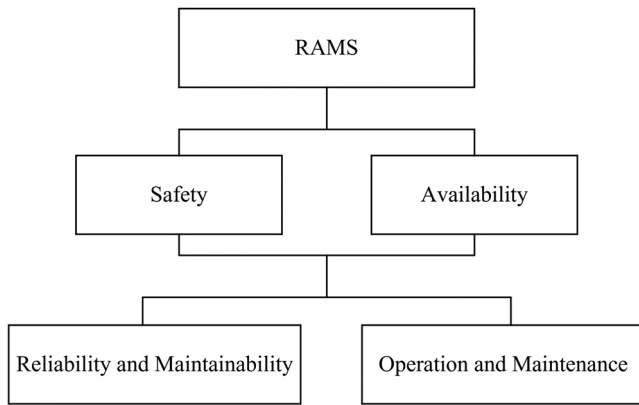 RAMS
Safety
Availability
Reliability and Maintainability
Operation and Maintenance